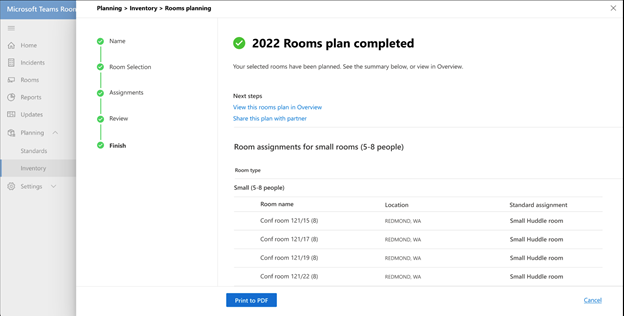 Microsoft Teams Roon
Planning > Inventory > Rooms planning
Home
Incidents
Rooms
Reports
Updates
Planning
Standards
Inventory
Settings
Name
Room Selection
Assignments
Review
Finish
2022 Rooms plan completed
Your selected rooms have been planned. See the summary below, or view in Overview.
Next steps
View this rooms plan in Overview
Share this plan with partner
Room assignments for small rooms (5-8 people)
Room type
Small (5-8 people)
Room name Location Standard assignment
Conf room 121/15 (8) REDMOND, WA Small Huddle room
Conf room 121/17 (8) REDMOND, WA Small Huddle room
Conf room 121/19 (8) REDMOND, WA Small Huddle room
Conf room 121/22 (8) REDMOND, WA Small Huddle room
Print to PDF
Cancel